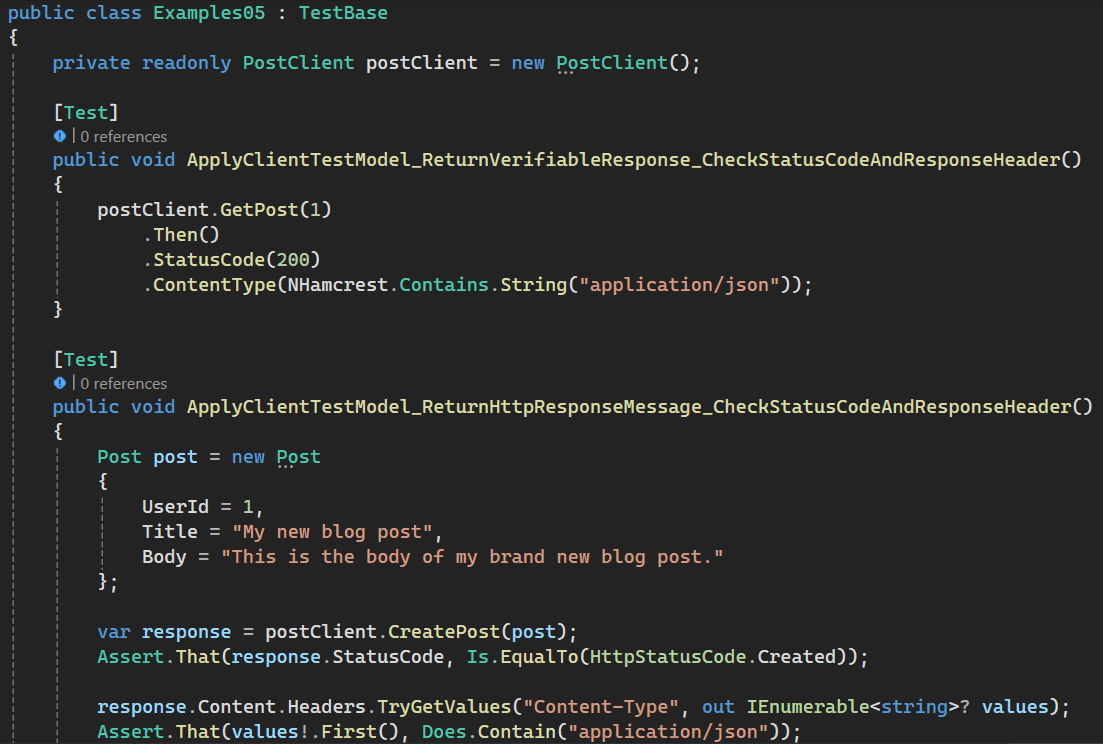 public class Examples05 : TestBase
{
private readonly PostClient postClient = new PostClient();
[Test]
0 references
public void ApplyClientTestModel_ReturnVerifiableResponse_CheckStatusCodeAndResponseHeader()
{
postClient.GetPost(1)
.Then()
.StatusCode(200)
.ContentType(NHamcrest.Contains.String("application/json"));
}
[Test]
0 references
public void ApplyClientTestModel_ReturnHttpResponseMessage_CheckStatusCodeAndResponseHeader()
{
Post post = new Post
{
UserId = 1,
Title = "My new blog post",
Body = "This is the body of my brand new blog post."
};
var response = postClient.CreatePost(post);
Assert.That(response.StatusCode, Is.EqualTo(HttpStatusCode.Created));
response.Content.Headers.TryGetValues("Content-Type", out IEnumerable<string>? values);
Assert.That(values!.First(), Does.Contain("application/json"));